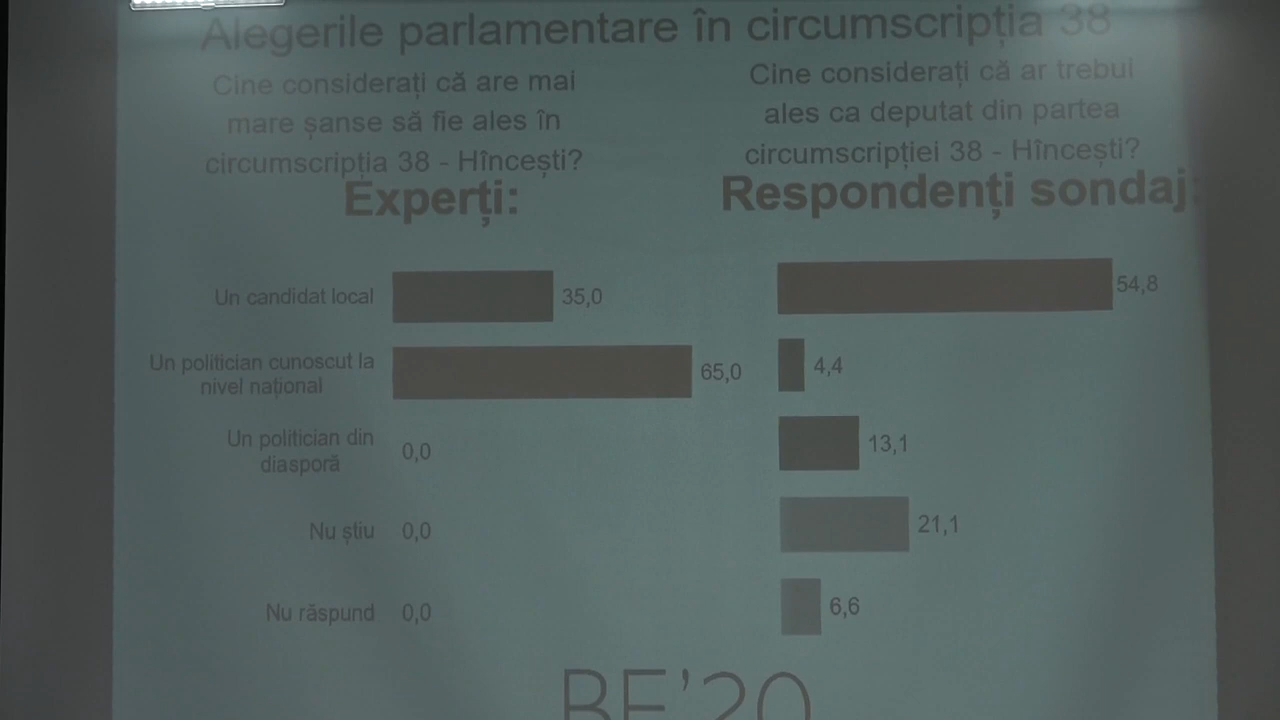 Alegerile parlamentare în circumscripția 38
Cine considerați că are mai
mare șanse să fie ales în
circumscripția 38 - Hîncești?
Experți:
Cine considerați că ar trebui
ales ca deputat din partea
circumscripției 38 - Hîncești?
Respondenți sondaj:
Un candidat local 35,0 54,8
Un politician cunoscut la
nivel național 65,0 4,4
Un politician din
diasporă 0,0 13,1
Nu știu 0,0 21,1
Nu răspund 0,0 6,6
BE’20